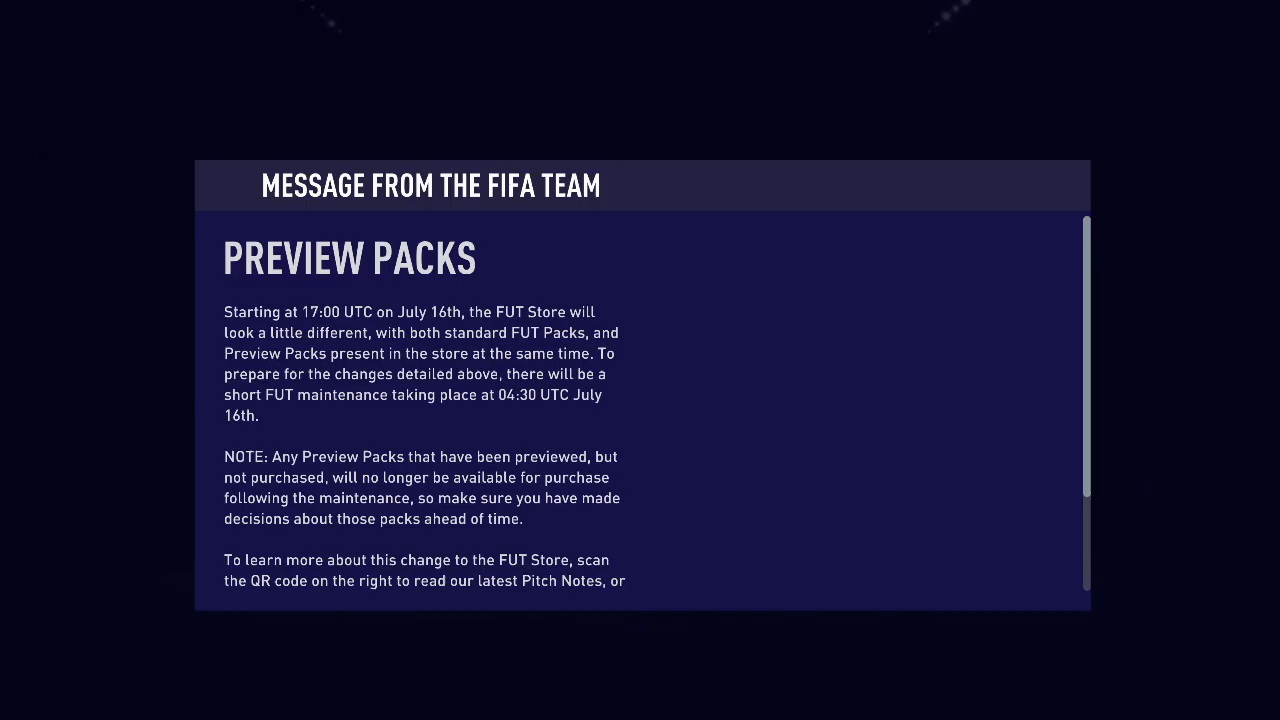 MESSAGE FROM THE FIFA TEAM
PREVIEW PACKS
Starting at 17:00 UTC on July 16th, the FUT Store will
look a little different, with both standard FUT Packs, and
Preview Packs present in the store at the same time. To
prepare for the changes detailed above, there will be a
short FUT maintenance taking place at 04:30 UTC July
16th.
NOTE: Any Preview Packs that have been previewed, but
not purchased, will no longer be available for purchase
following the maintenance, so make sure you have made
decisions about those packs ahead of time.
To learn more about this change to the FUT Store, scan
the QR code on the right to read our latest Pitch Notes, or